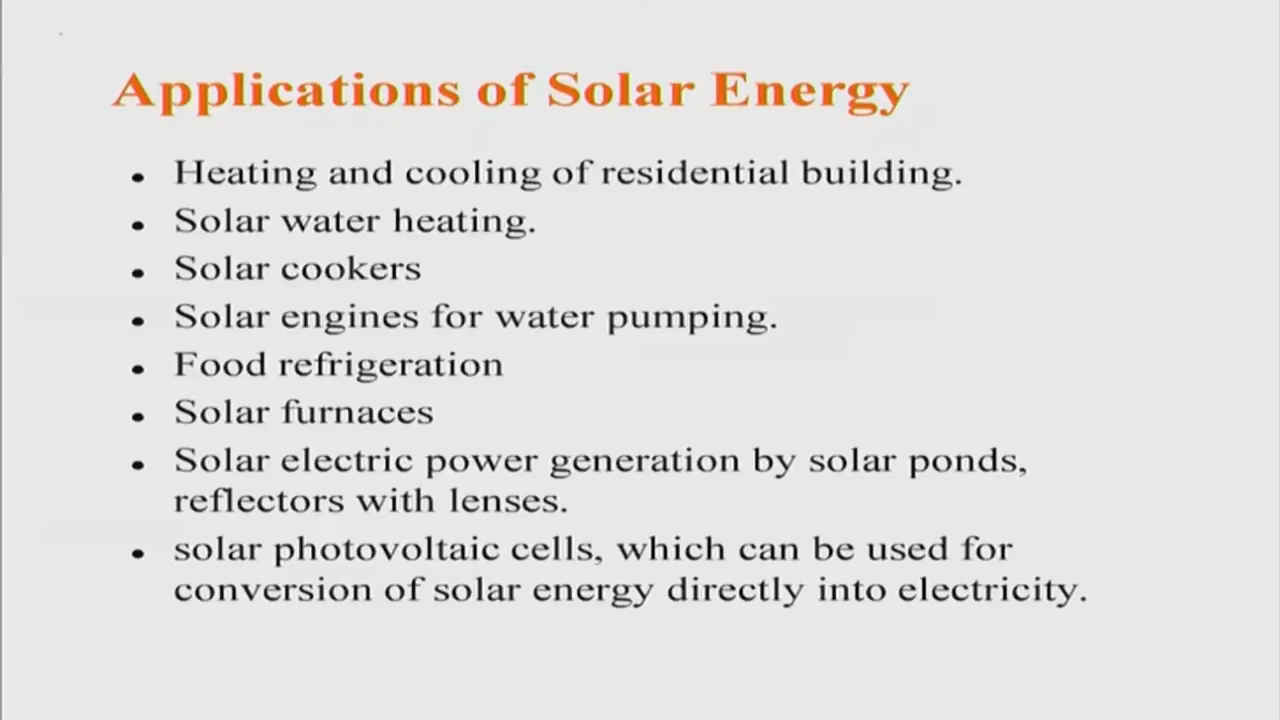 Applications of Solar Energy
• Heating and cooling of residential building.
• Solar water heating.
• Solar cookers
• Solar engines for water pumping.
• Food refrigeration
• Solar furnaces
• Solar electric power generation by solar ponds,
reflectors with lenses.
• solar photovoltaic cells, which can be used for
conversion of solar energy directly into electricity.